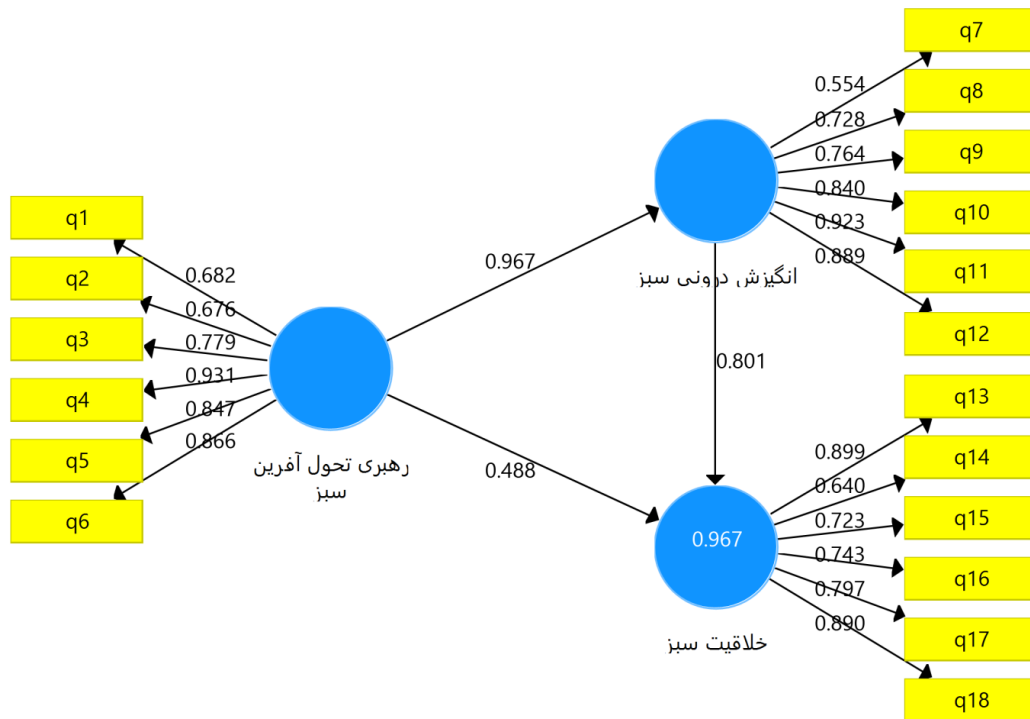 q1
q2
q3
q4
q5
q6
0.682
0.676
0.779
0.931
0.847
0.866
رهبری تحول آفرین
سبز
0.967
0.488
انگیزش درونی سبز
0.801
0.967
خلاقیت سبز
0.554
0.728
0.764
0.840
0.923
0.889
q7
q8
q9
q10
q11
q12
0.899
0.640
0.723
0.743
0.797
0.890
q13
q14
q15
q16
q17
q18